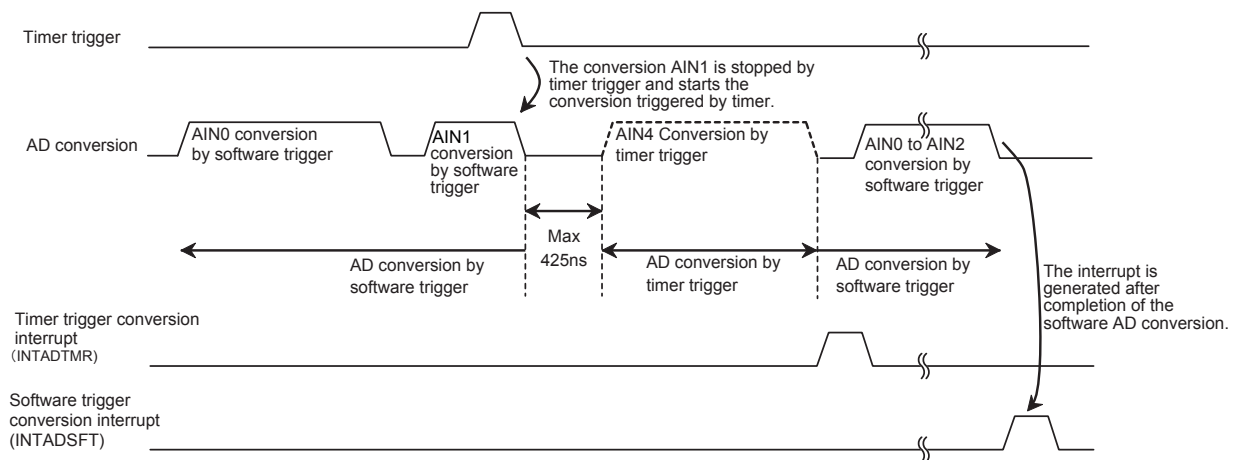 Timer trigger
The conversion AIN1 is stopped by
timer trigger and starts the
conversion triggered by timer.
AD conversion
AIN0 conversion
by software trigger
AIN1
conversion
by software
trigger
AIN4 Conversion by
timer trigger
AIN0 to AIN2
conversion by
software trigger
Max
425ns
AD conversion by
software trigger
AD conversion by
timer trigger
AD conversion by
software trigger
The interrupt is
generated after
completion of the
software AD conversion.
Timer trigger conversion
interrupt
(INTADTMR)
Software trigger
conversion interrupt
(INTADSFT)